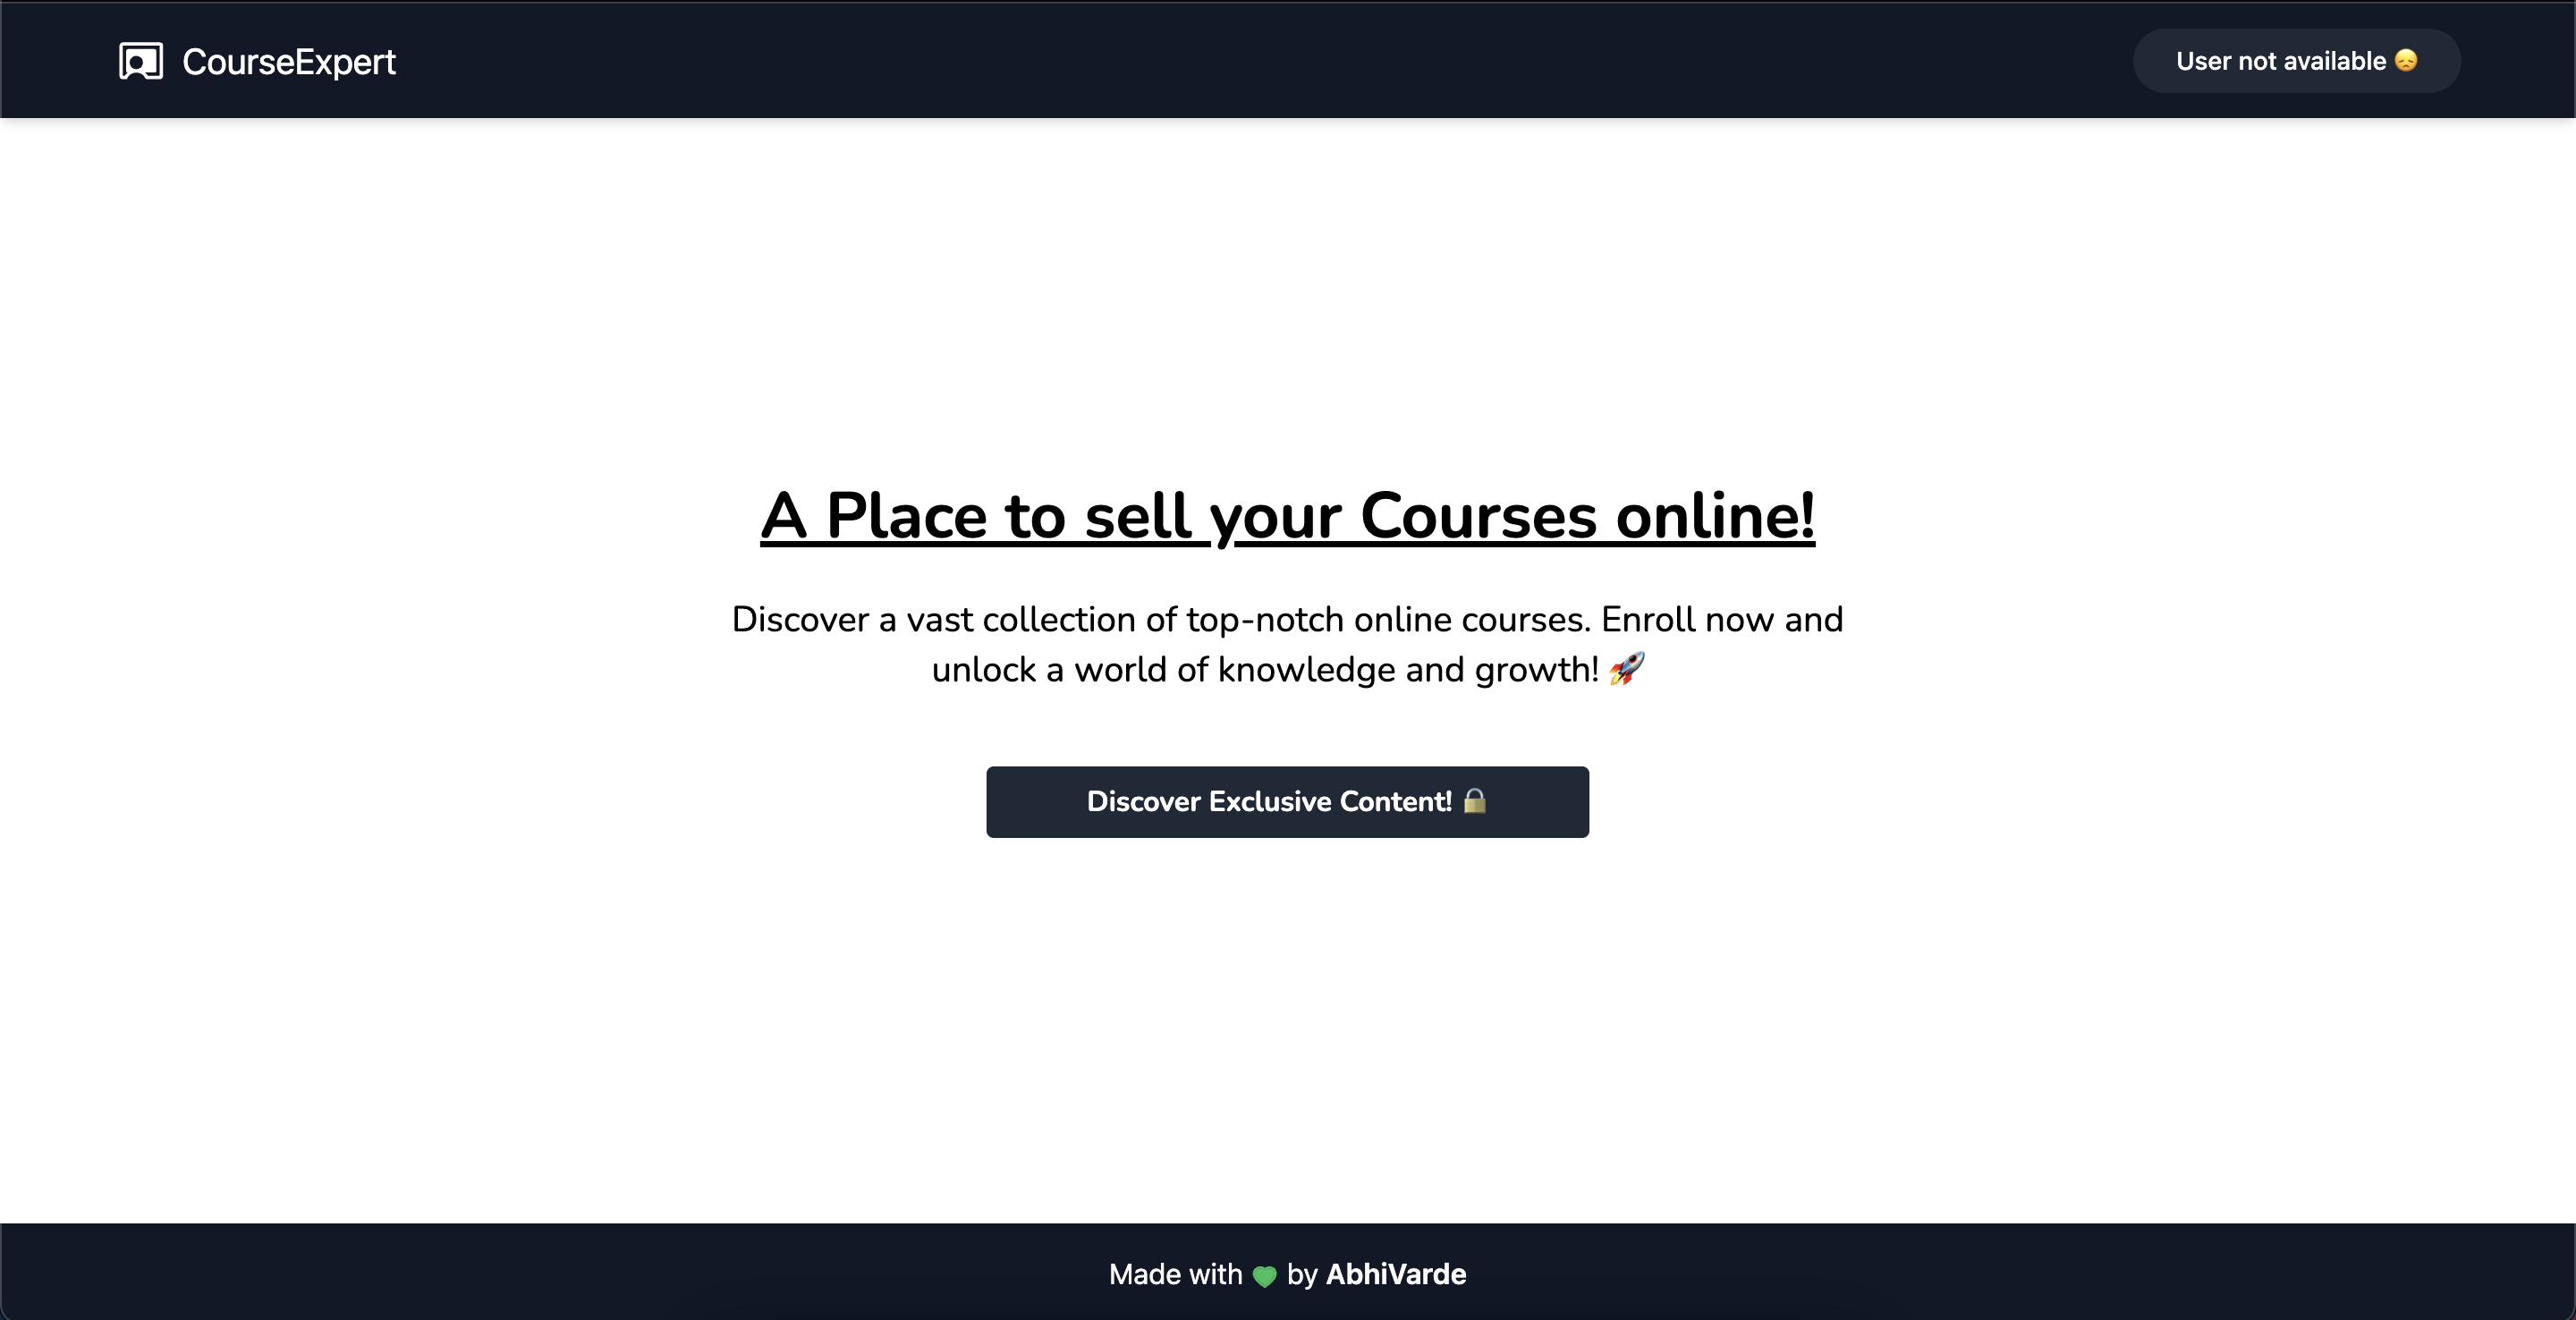 CourseExpert
User not available 😞
A Place to sell your Courses online!
Discover a vast collection of top-notch online courses. Enroll now and
unlock a world of knowledge and growth! 🚀
Discover Exclusive Content! 🔒
Made with 💚 by AbhiVarde